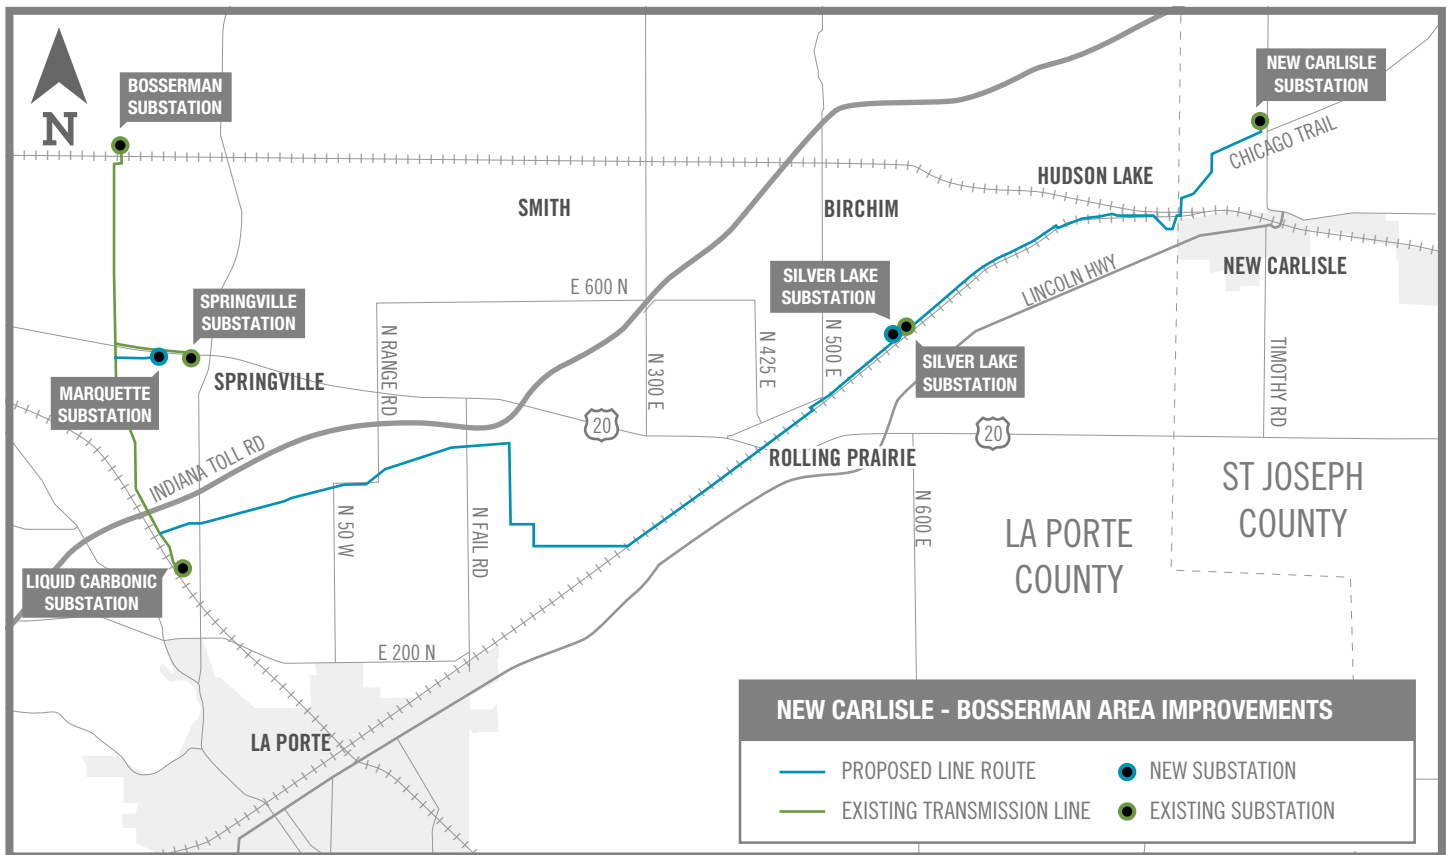 N
BOSSERMAN
SUBSTATION
NEW CARLISLE
SUBSTATION
CHICAGO TRAIL
HUDSON LAKE
SMITH
BIRCHIM
NEW CARLISLE
LINCOLN HWY
E 600 N
SILVER LAKE
SUBSTATION
SPRINGVILLE
SUBSTATION
N RANGE RD
N 300 E
N 425 E
N 500 E
TIMOTHY RD
SILVER LAKE
SUBSTATION
SPRINGVILLE
MARQUETTE
SUBSTATION
20
20
INDIANA TOLL RD
ROLLING PRAIRIE
ST JOSEPH
COUNTY
LA PORTE
COUNTY
N 50 W
N FAIL RD
N 600 E
LIQUID CARBONIC
SUBSTATION
E 200 N
LA PORTE
NEW CARLISLE - BOSSERMAN AREA IMPROVEMENTS
PROPOSED LINE ROUTE
NEW SUBSTATION
EXISTING TRANSMISSION LINE
EXISTING SUBSTATION